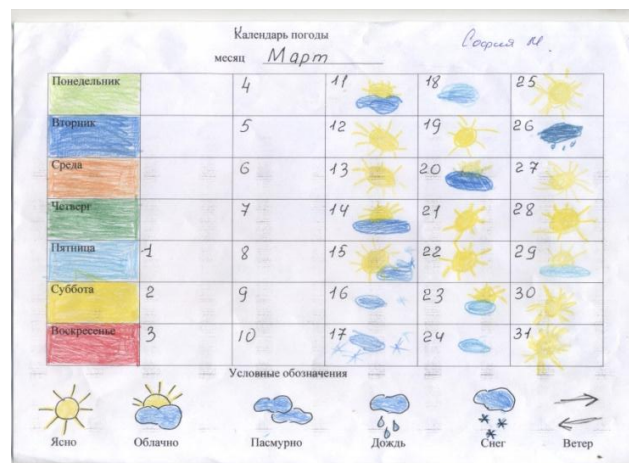 Календарь погоды
София М.
месяц Март
Понедельник 4 11 18 25
Вторник 5 12 19 26
Среда 6 13 20 27
Четверг 7 14 21 28
Пятница 1 8 15 22 29
Суббота 2 9 16 23 30
Воскресенье 3 10 17 24 31
Условные обозначения
Ясно Облачно Пасмурно Дождь Снег Ветер